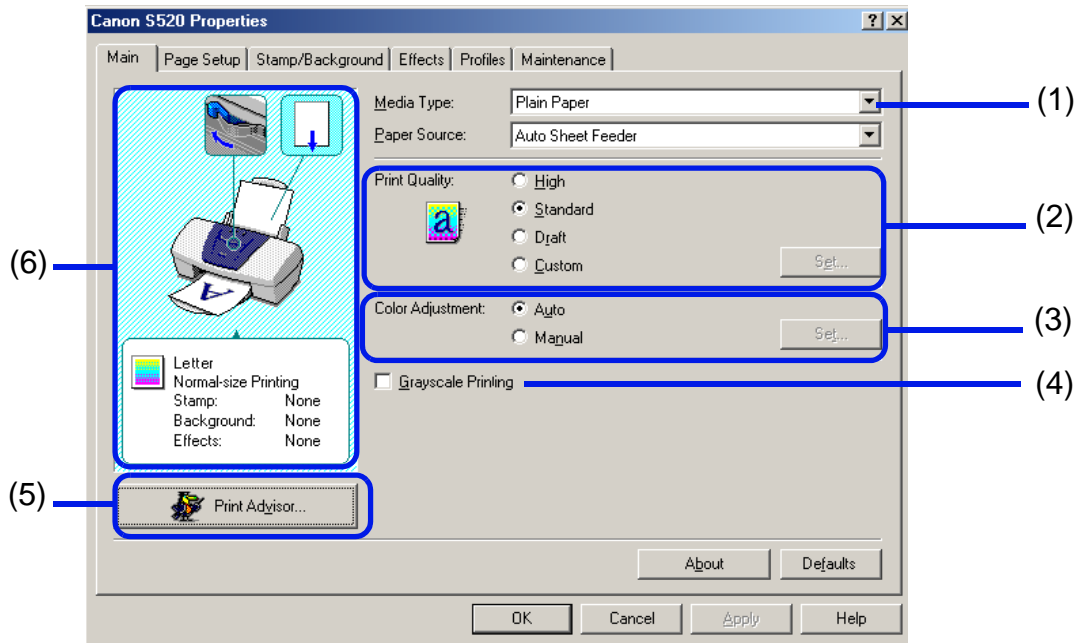 Canon S520 Properties
Main Page Setup Stamp/Background Effects Profiles Maintenance
Media Type: Plain Paper
(1)
Paper Source: Auto Sheet Feeder
Print Quality: High
Standard
(2)
a
Draft
Custom Set...
(6)
Color Adjustment: Auto
(3)
Manual Set...
A
Letter
Normal-size Printing
Stamp: None
Background: None
Effects: None
Grayscale Printing
(4)
(5)
Print Advisor...
About Defaults
OK Cancel Apply Help